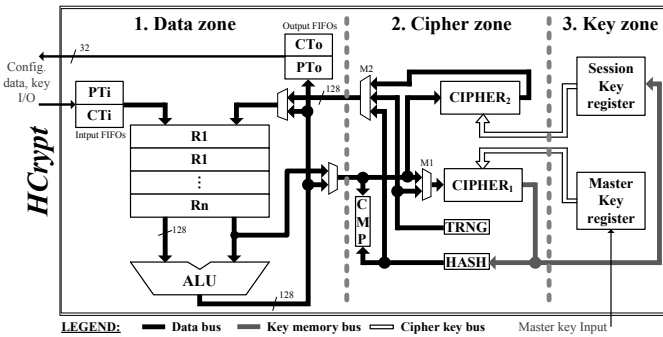 1. Data zone
Output FIFOs
2. Cipher zone
3. Key zone
32
CTo
PTo
M2
Config.
data, key
I/O
PTi
CTi
Intput FIFOs
128
CIPHER2
Session
Key
register
HCrypt
R1
R1
⋮
Rn
M1
CIPHER1
C
M
P
Master
Key
register
128
TRNG
HASH
ALU
128
LEGEND:
Data bus
Key memory bus
Cipher key bus
Master key Input